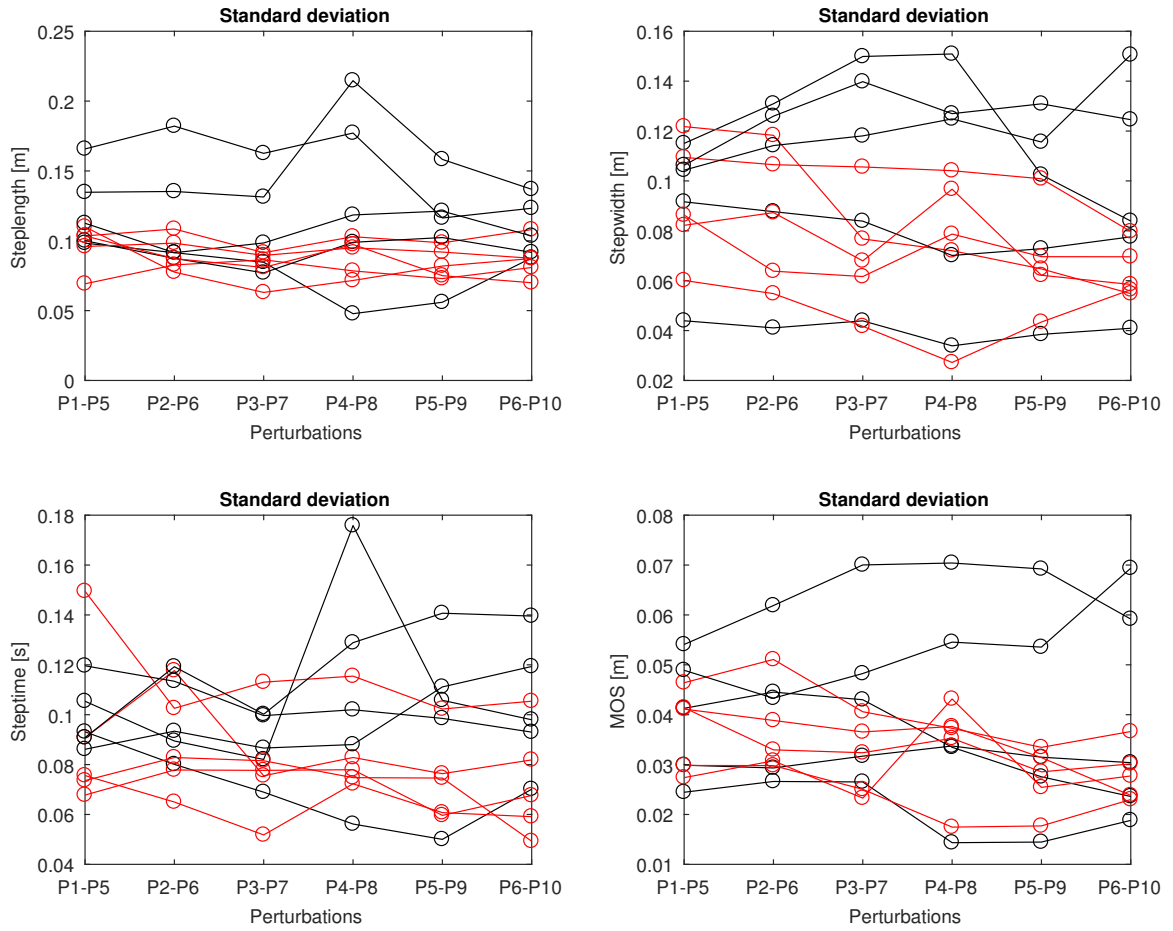 Standard deviation
0.25
0.2
0.15
0.1
0.05
0
Steplength [m]
P1-P5 P2-P6 P3-P7 P4-P8 P5-P9 P6-P10
Perturbations
Standard deviation
0.16
0.14
0.12
0.1
0.08
0.06
0.04
0.02
Stepwidth [m]
P1-P5 P2-P6 P3-P7 P4-P8 P5-P9 P6-P10
Perturbations
Standard deviation
0.18
0.16
0.14
0.12
0.1
0.08
0.06
0.04
Steptime [s]
P1-P5 P2-P6 P3-P7 P4-P8 P5-P9 P6-P10
Perturbations
Standard deviation
0.08
0.07
0.06
0.05
0.04
0.03
0.02
0.01
MOS [m]
P1-P5 P2-P6 P3-P7 P4-P8 P5-P9 P6-P10
Perturbations